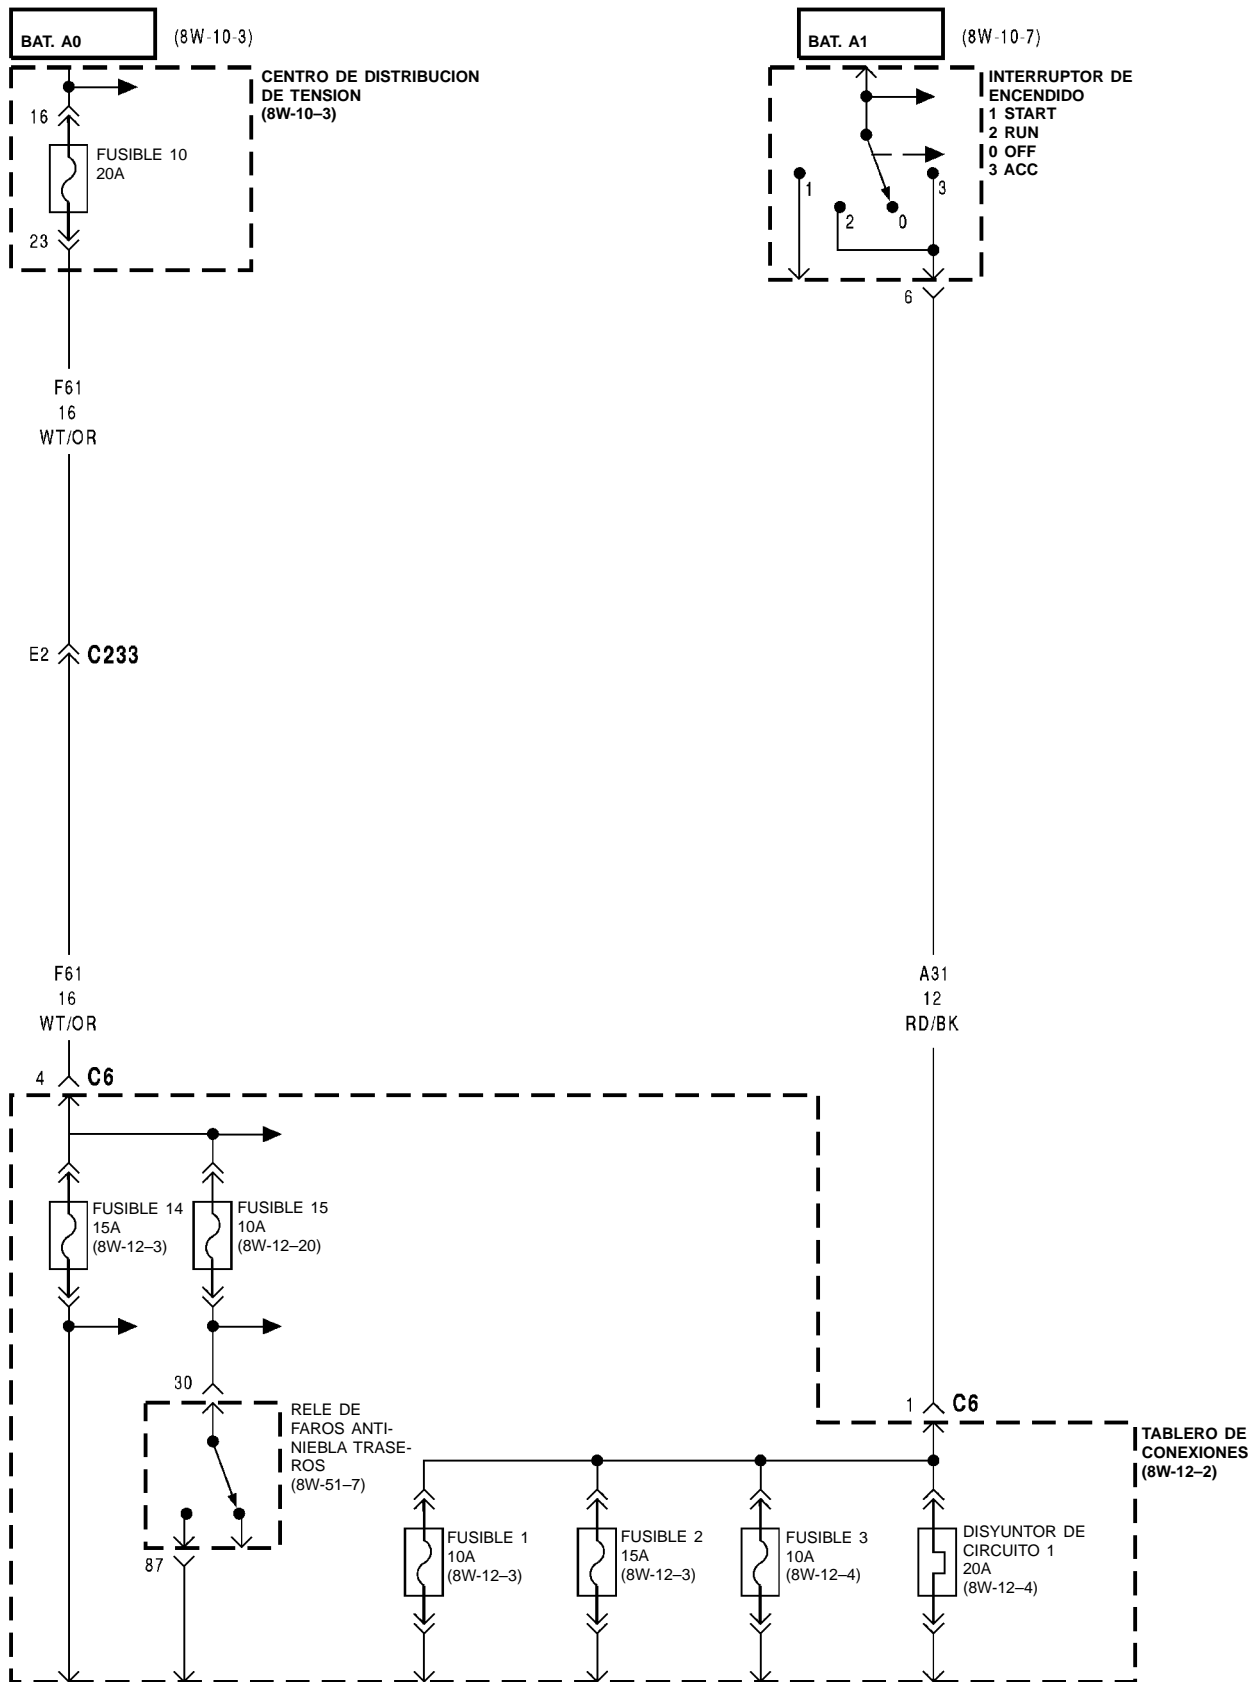 BAT. A0
(8W-10-3)
BAT. A1
(8W-10-7)
CENTRO DE DISTRIBUCION
DE TENSION
(8W-10–3)
16
FUSIBLE 10
20A
23
INTERRUPTOR DE
ENCENDIDO
1 START
2 RUN
0 OFF
3 ACC
1
2
0
3
6
F61
16
WT/OR
E2
C233
F61
16
WT/OR
A31
12
RD/BK
4
C6
FUSIBLE 14
15A
(8W-12–3)
FUSIBLE 15
10A
(8W-12–20)
30
RELE DE
FAROS ANTI-
NIEBLA TRASE-
ROS
(8W-51–7)
87
1
C6
TABLERO DE
CONEXIONES
(8W-12–2)
FUSIBLE 1
10A
(8W-12–3)
FUSIBLE 2
15A
(8W-12–3)
FUSIBLE 3
10A
(8W-12–4)
DISYUNTOR DE
CIRCUITO 1
20A
(8W-12–4)